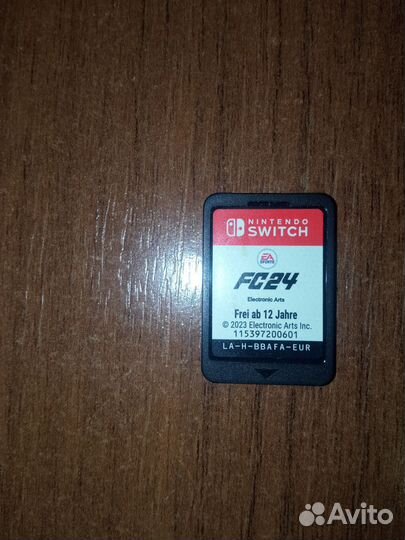 NINTENDO
SWITCH
EA
SPORTS
FC24
Electronic Arts
Frei ab 12 Jahre
© 2023 Electronic Arts Inc.
115397200601
LA-H-BBAFA-EUR
Avito